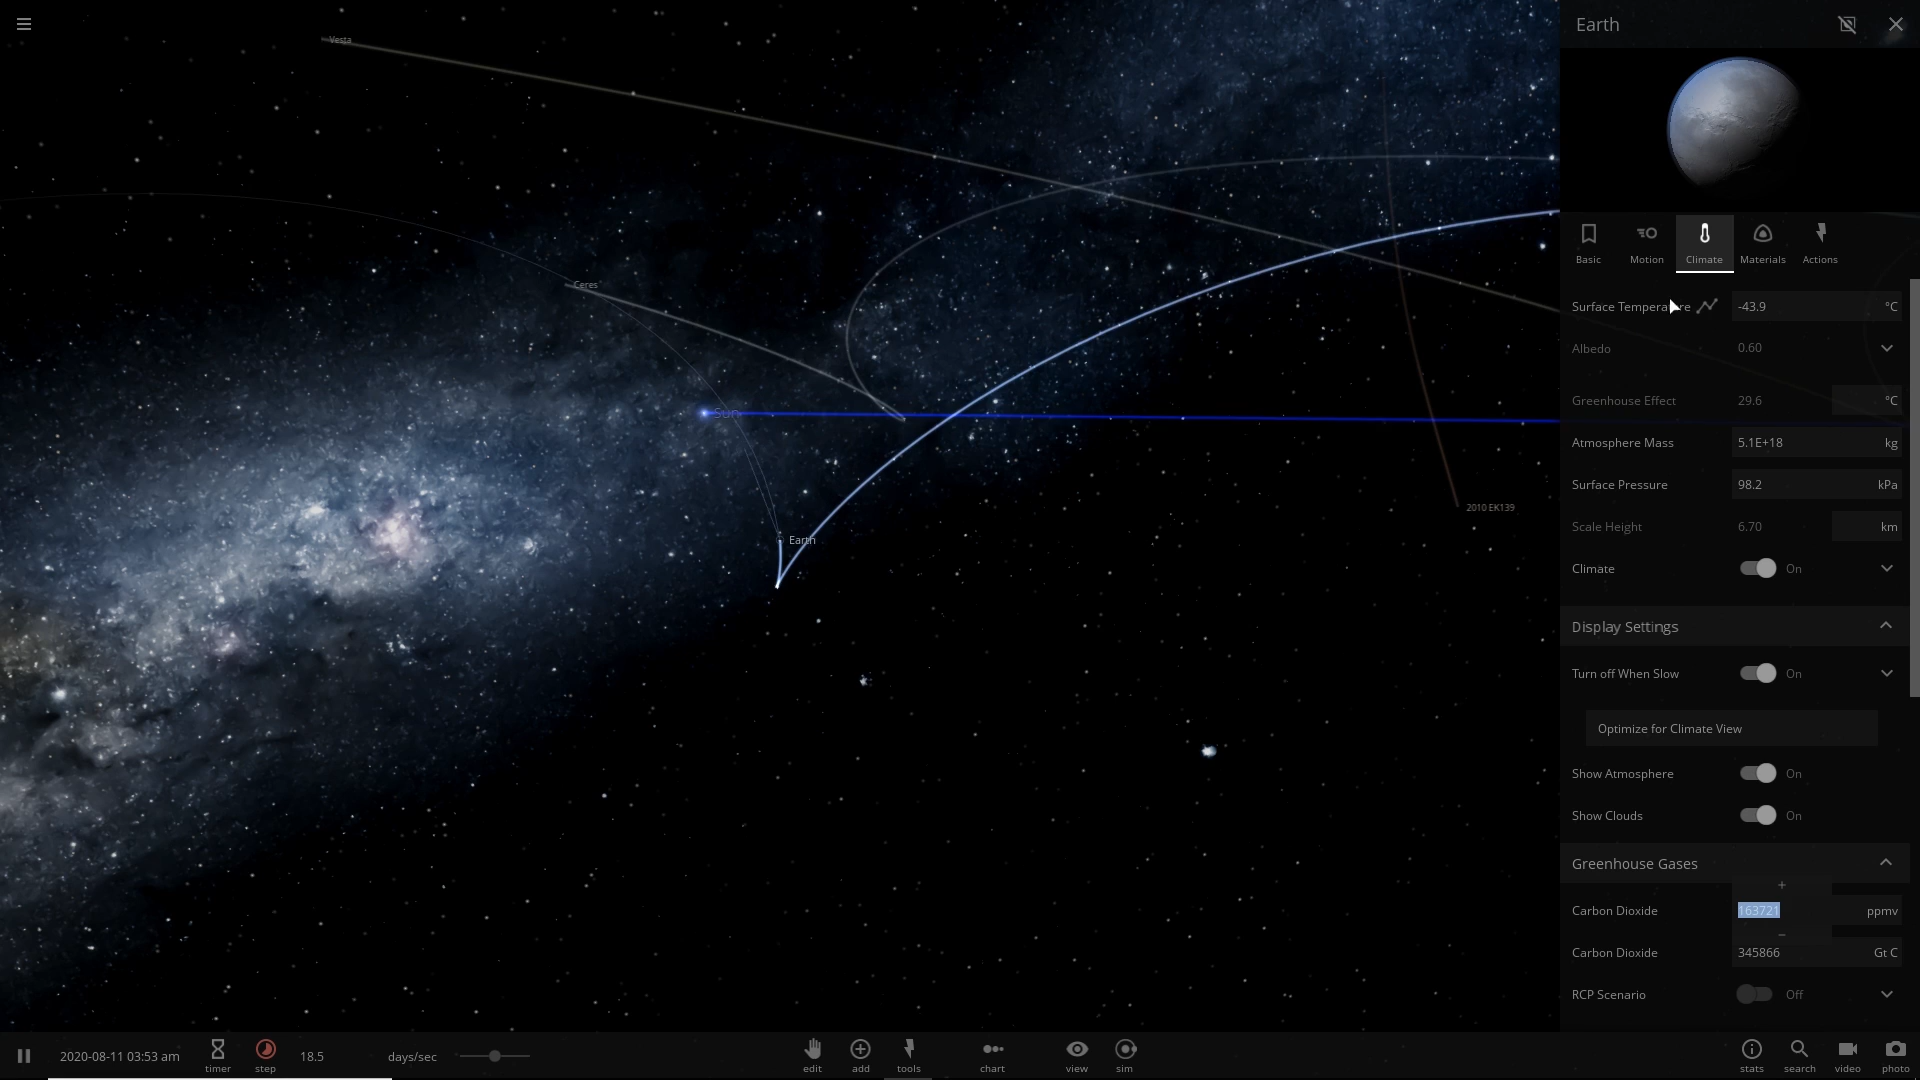 Vesta
Ceres
Sun
Earth
2010 EK139
Earth
Basic
Motion
Climate
Materials
Actions
Surface Temperature -43.9 °C
Albedo 0.60
Greenhouse Effect 29.6 °C
Atmosphere Mass 5.1E+18 kg
Surface Pressure 98.2 kPa
Scale Height 6.70 km
Climate On
Display Settings
Turn off When Slow On
Optimize for Climate View
Show Atmosphere On
Show Clouds On
Greenhouse Gases
+
Carbon Dioxide 163721 ppmv
−
Carbon Dioxide 345866 Gt C
RCP Scenario Off
2020-08-11 03:53 am
timer
step
18.5 days/sec
edit
add
tools
chart
view
sim
stats
search
video
photo